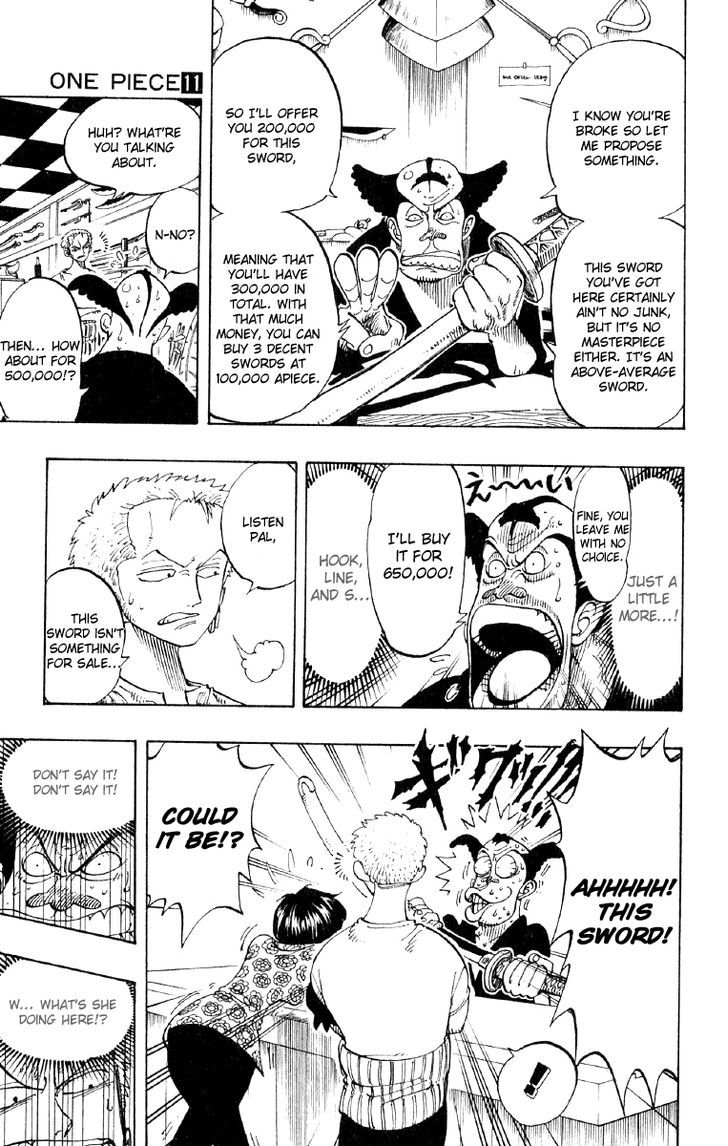 ONE PIECE 11
I KNOW YOU'RE
BROKE SO LET
ME PROPOSE
SOMETHING.
THIS SWORD
YOU'VE GOT
HERE CERTAINLY
AIN'T NO JUNK,
BUT IT'S NO
MASTERPIECE
EITHER. IT'S AN
ABOVE-AVERAGE
SWORD.
SO I'LL OFFER
YOU 200,000
FOR THIS
SWORD,
MEANING THAT
YOU'LL HAVE
300,000 IN
TOTAL. WITH
THAT MUCH
MONEY, YOU CAN
BUY 3 DECENT
SWORDS AT
100,000 APIECE.
HUH? WHAT'RE
YOU TALKING
ABOUT.
N-NO?
THEN... HOW
ABOUT FOR
500,000!?
JUST A
LITTLE
MORE...!
FINE, YOU
LEAVE ME
WITH NO
CHOICE.
え〜〜い
I'LL BUY
IT FOR
650,000!
HOOK,
LINE,
AND S...
LISTEN
PAL,
THIS
SWORD ISN'T
SOMETHING
FOR SALE...
AHHHHH!
THIS
SWORD!
ギクッ!!
COULD
IT BE!?
!
DON'T SAY IT!
DON'T SAY IT!
W... WHAT'S SHE
DOING HERE!?